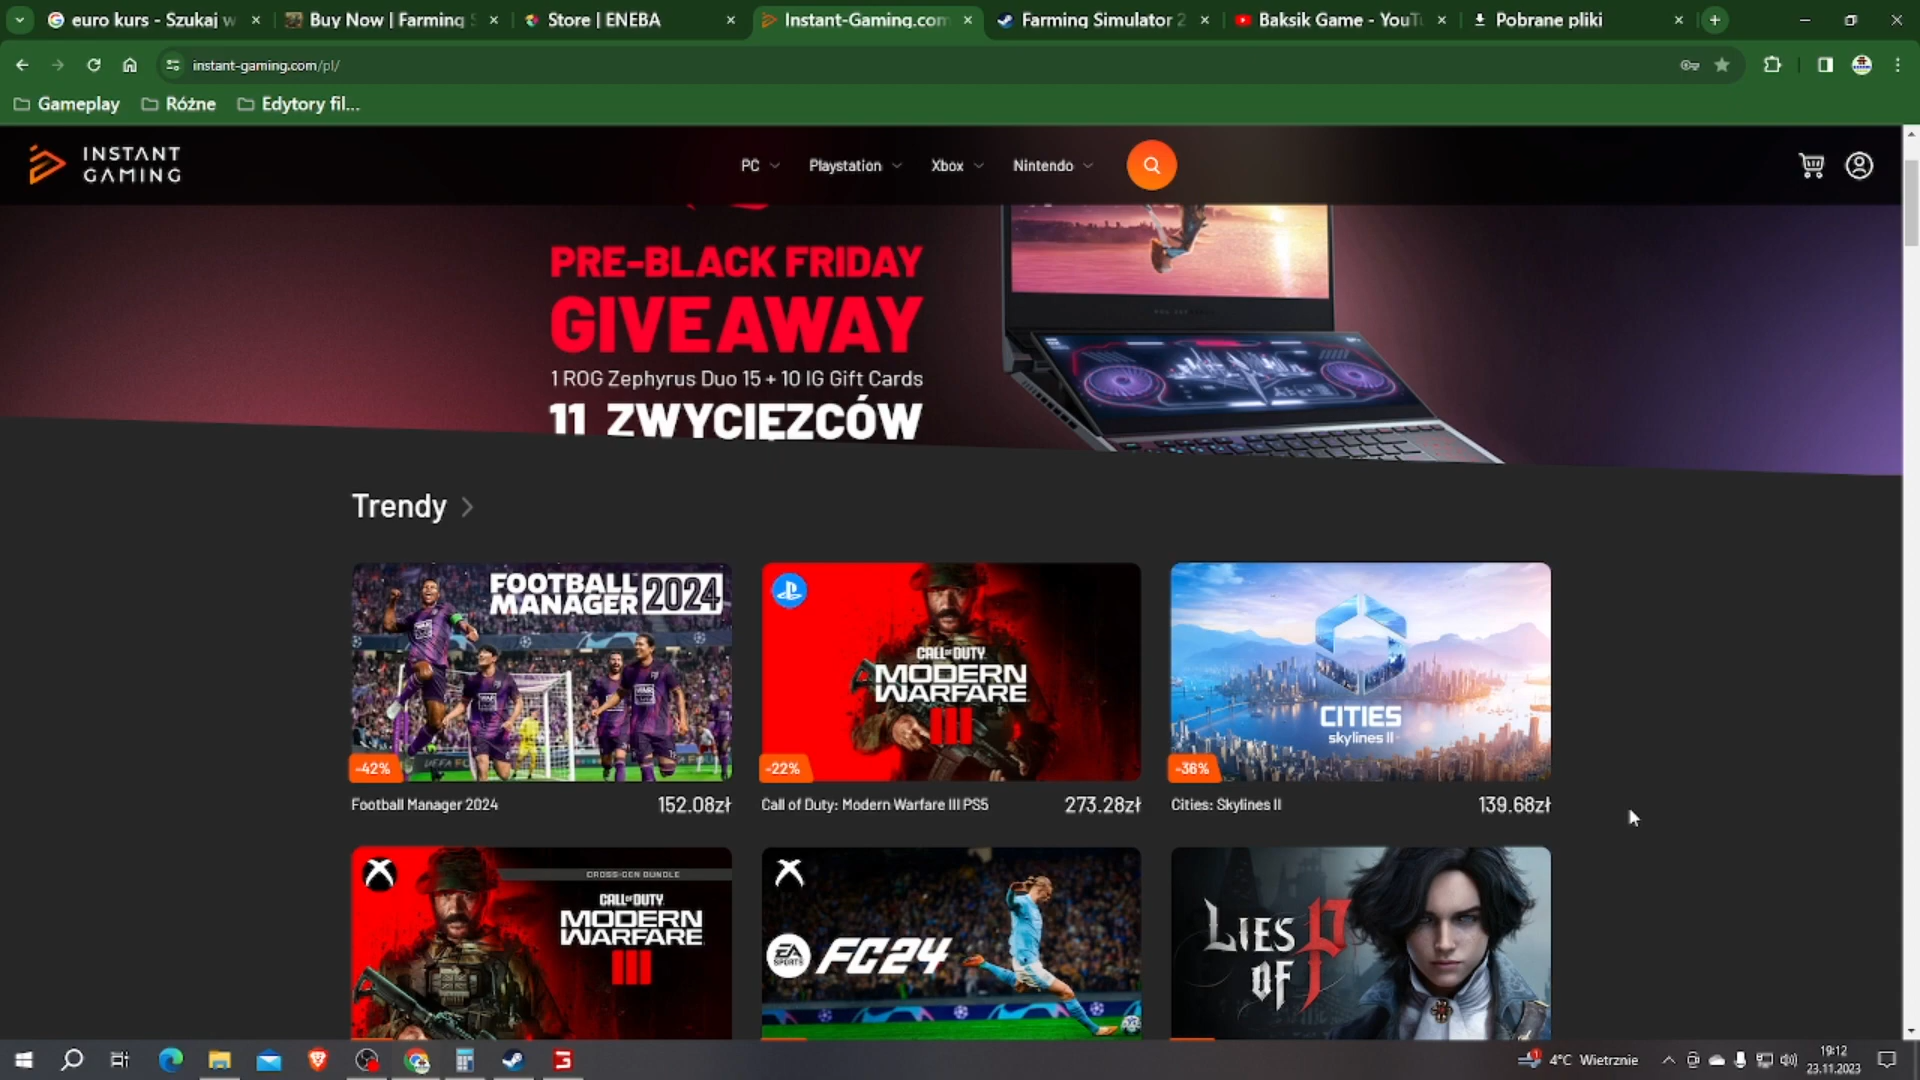 euro kurs - Szukaj w
Buy Now | Farming S
Store | ENEBA
Instant-Gaming.com
Farming Simulator 2
Baksik Game - YouTu
Pobrane pliki
instant-gaming.com/pl/
Gameplay
Różne
Edytory fil...
INSTANT
GAMING
PC
Playstation
Xbox
Nintendo
PRE-BLACK FRIDAY
GIVEAWAY
1 ROG Zephyrus Duo 15 + 10 IG Gift Cards
11 ZWYCIĘZCÓW
Trendy
FOOTBALL
MANAGER 2024
-42%
Football Manager 2024
152.08zł
CALL OF DUTY
MODERN
WARFARE
III
-22%
Call of Duty: Modern Warfare III PS5
273.28zł
CITIES
skylines II
-36%
Cities: Skylines II
139.68zł
CROSS-GEN BUNDLE
CALL OF DUTY
MODERN
WARFARE
III
EA
SPORTS
FC24
LIES
OF P
4°C Wietrznie
19:12
23.11.2023